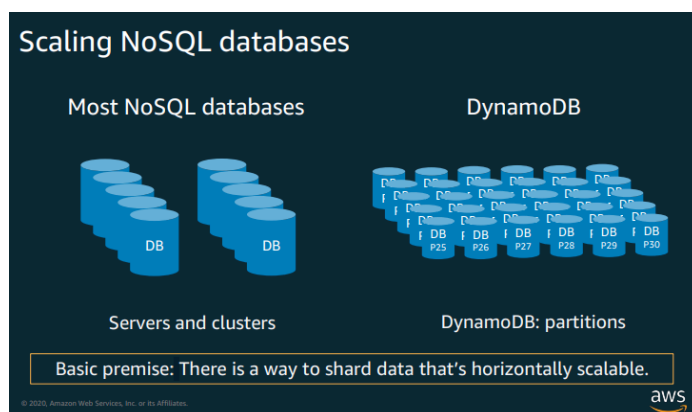 Scaling NoSQL databases
Most NoSQL databases
DynamoDB
DB
DB
DB DB DB DB DB DB
P25 P26 P27 P28 P29 P30
Servers and clusters
DynamoDB: partitions
Basic premise: There is a way to shard data that's horizontally scalable.
© 2020, Amazon Web Services, Inc. or its Affiliates.
aws